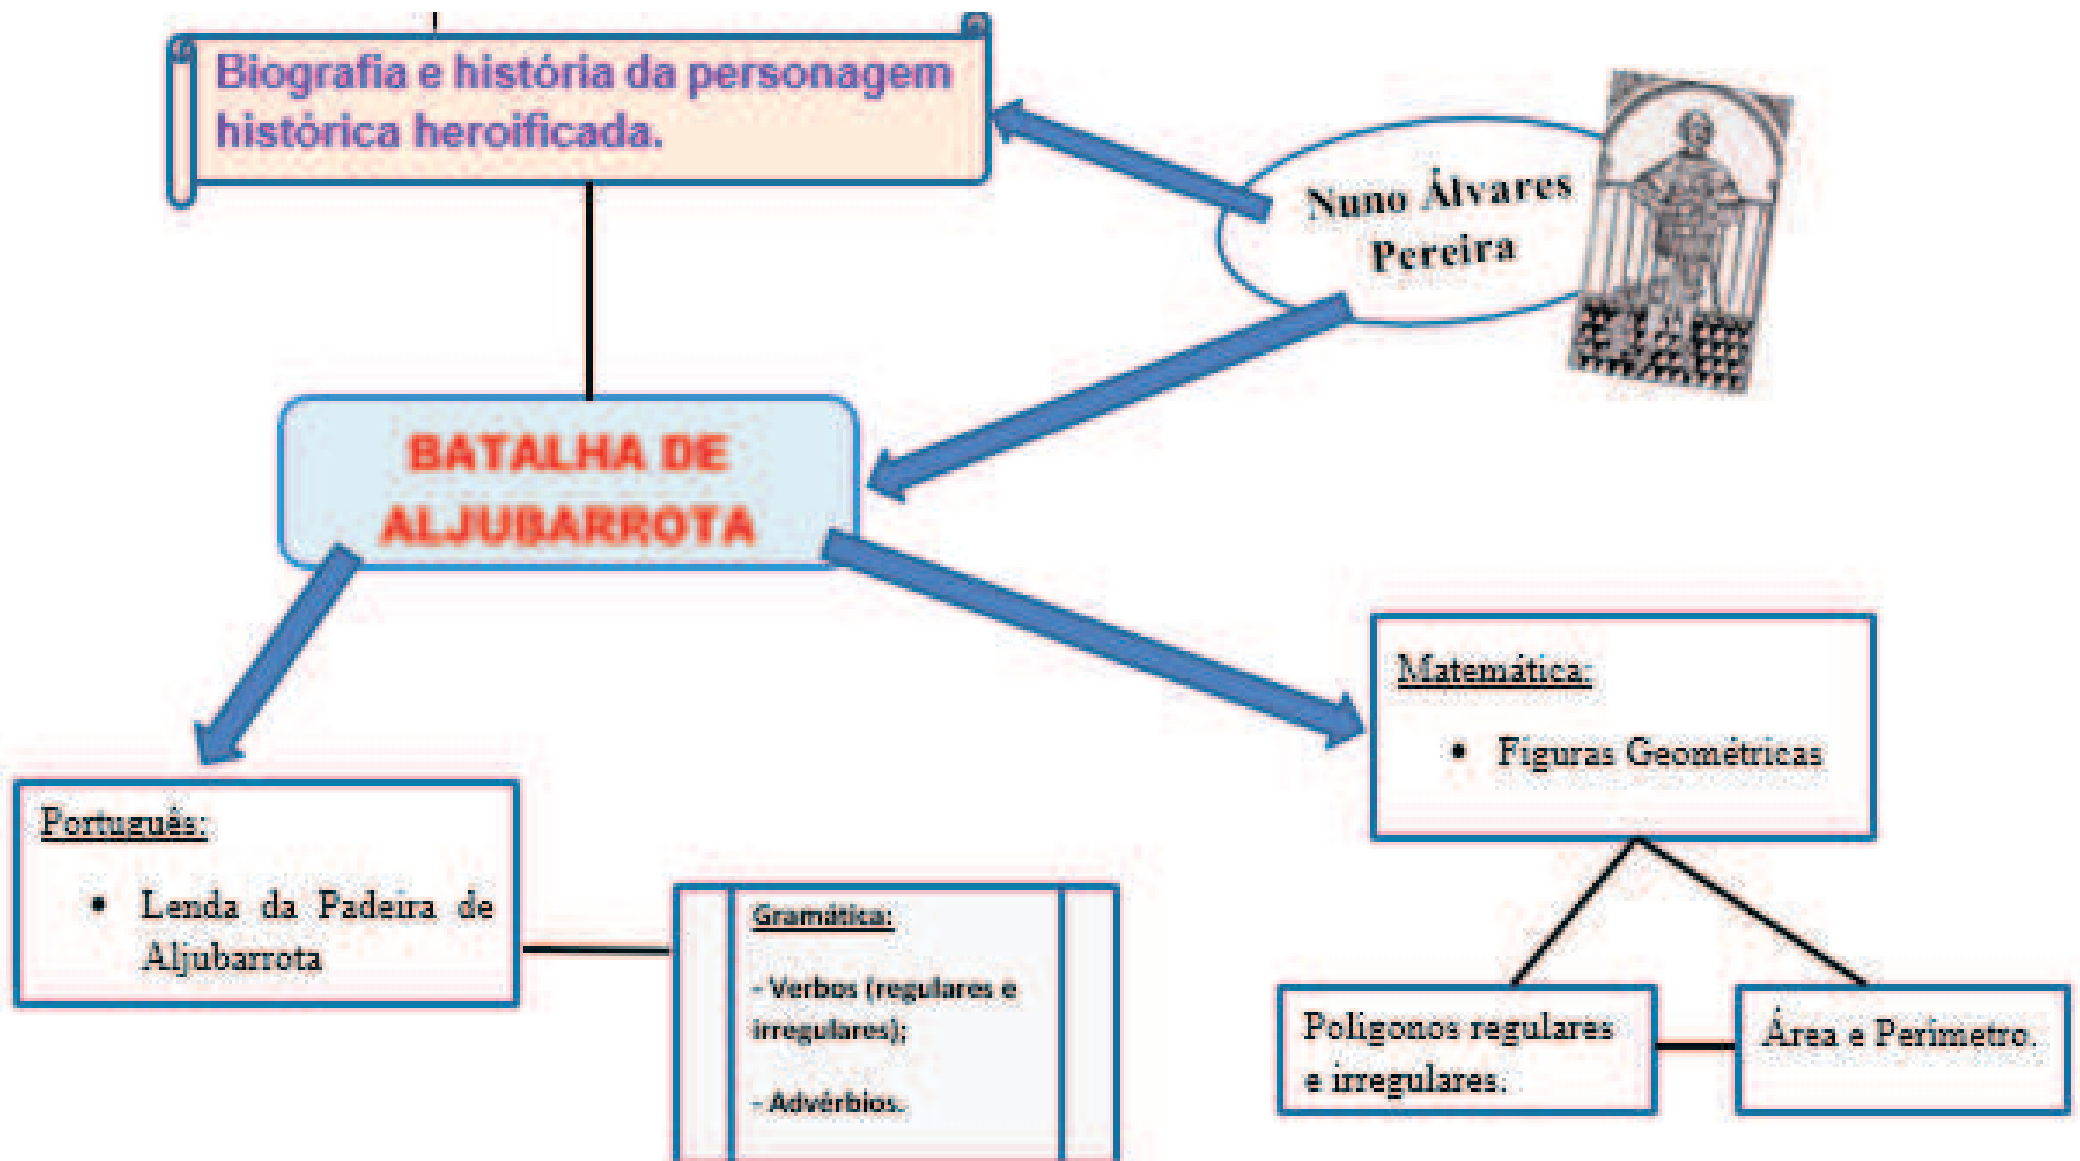 Biografia e história da personagem
histórica heroificada.
Nuno Álvares
Pereira
BATALHA DE
ALJUBARROTA
Matemática:
• Figuras Geométricas
Português:
• Lenda da Padeira de
Aljubarrota
Gramática:
- Verbos (regulares e
irregulares);
- Advérbios.
Polígonos regulares
e irregulares.
Área e Perímetro.